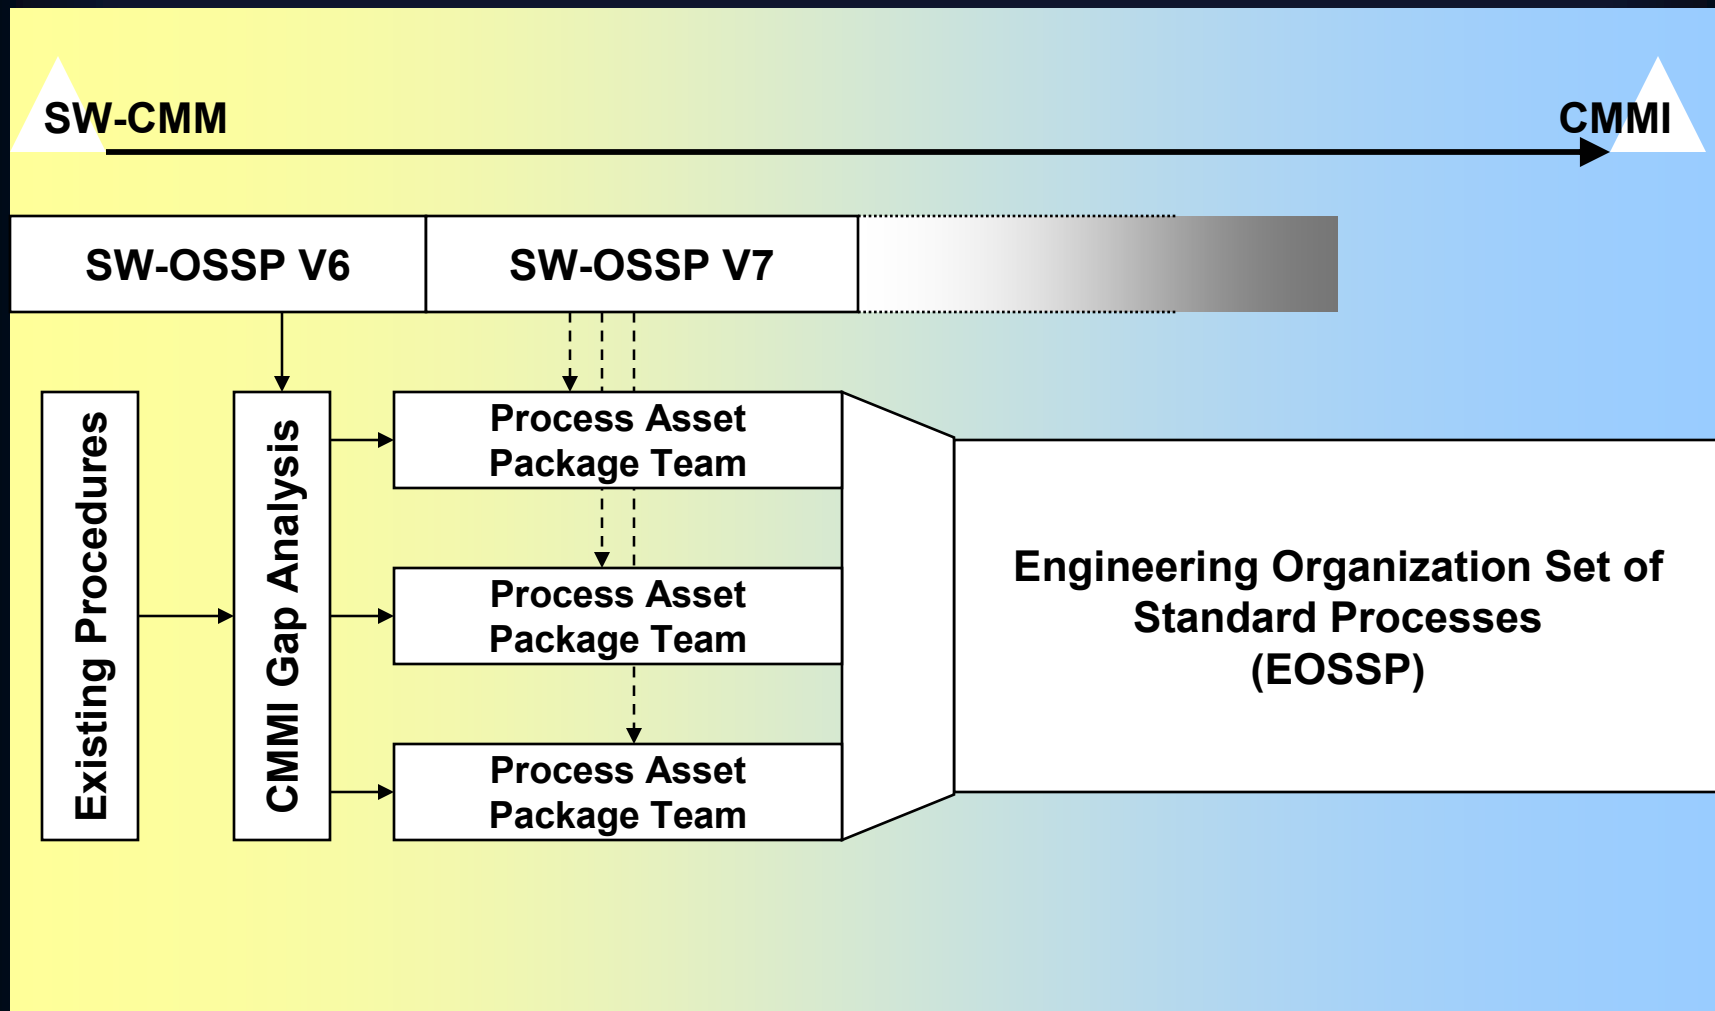 SW-CMM
CMMI
SW-OSSP V6
SW-OSSP V7
Existing Procedures
CMMI Gap Analysis
Process Asset
Package Team
Process Asset
Package Team
Process Asset
Package Team
Engineering Organization Set of
Standard Processes
(EOSSP)